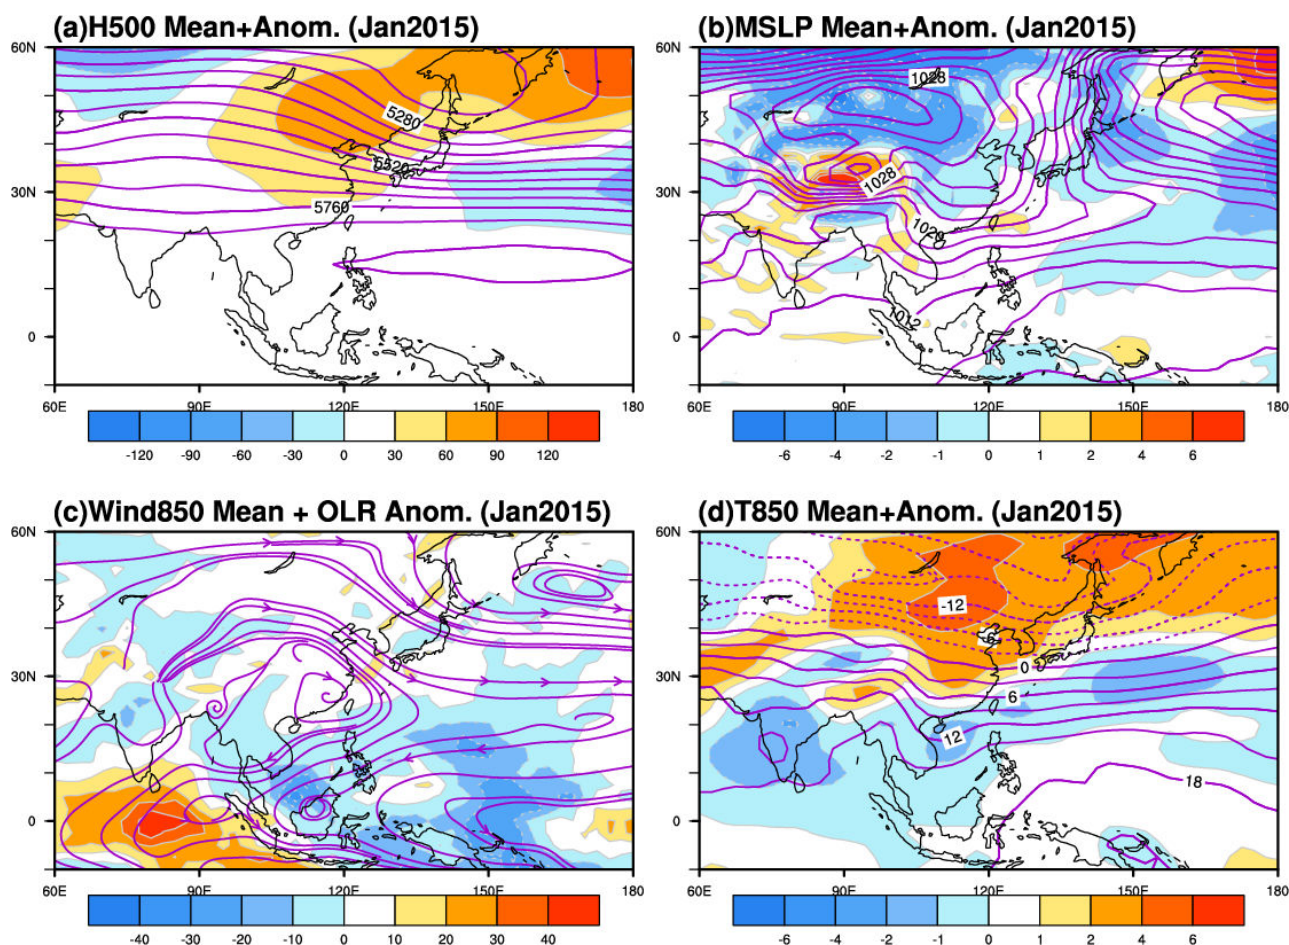 (a)H500 Mean+Anom. (Jan2015)
60N
30N
0
5280
5520
5760
60E 90E 120E 150E 180
-120 -90 -60 -30 0 30 60 90 120
(b)MSLP Mean+Anom. (Jan2015)
60N
30N
0
1028
1028
1020
1012
60E 90E 120E 150E 180
-6 -4 -2 -1 0 1 2 4 6
(c)Wind850 Mean + OLR Anom. (Jan2015)
60N
30N
0
60E 90E 120E 150E 180
-40 -30 -20 -10 0 10 20 30 40
(d)T850 Mean+Anom. (Jan2015)
60N
30N
0
-12
-6
0
6
12
18
60E 90E 120E 150E 180
-6 -4 -2 -1 0 1 2 4 6